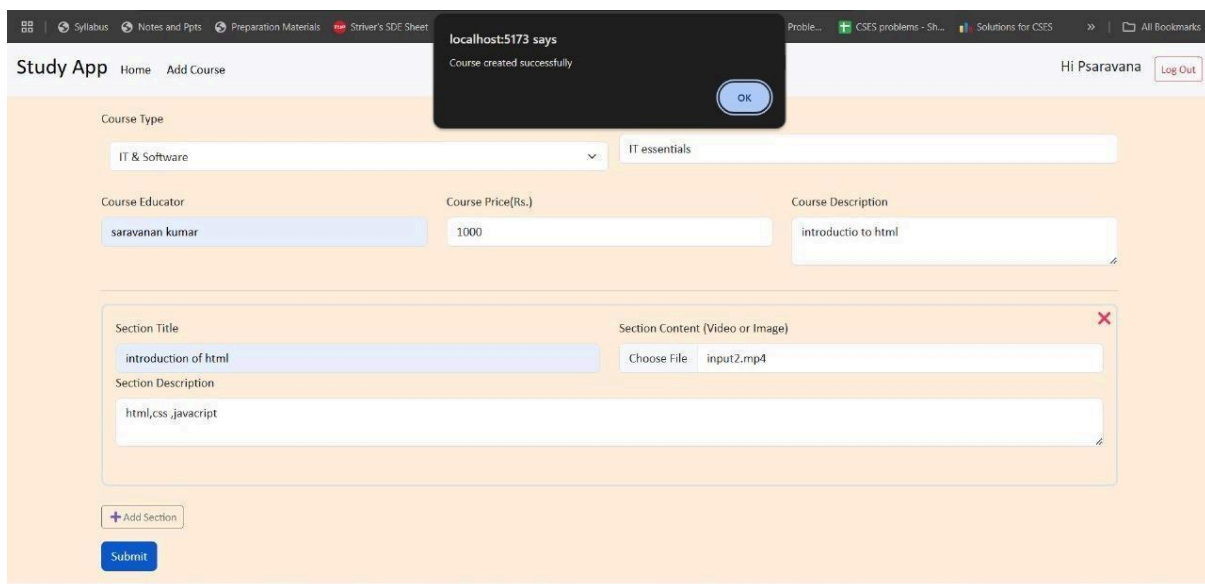 Syllabus Notes and Ppts Preparation Materials Striver's SDE Sheet Proble... CSES problems - Sh... Solutions for CSES » All Bookmarks
localhost:5173 says
Course created successfully
OK
Study App Home Add Course Hi Psaravana Log Out
Course Type
IT & Software IT essentials
Course Educator Course Price(Rs.) Course Description
saravanan kumar 1000 introductio to html
Section Title Section Content (Video or Image)
introduction of html Choose File input2.mp4
Section Description
html,css ,javacript
Add Section
Submit